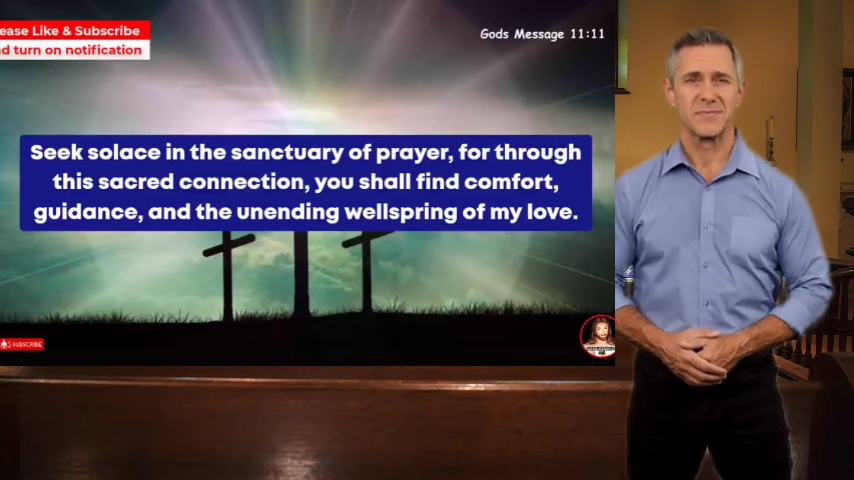 ease Like & Subscribe
nd turn on notification
Gods Message 11:11
Seek solace in the sanctuary of prayer, for through
this sacred connection, you shall find comfort,
guidance, and the unending wellspring of my love.
SUBSCRIBE